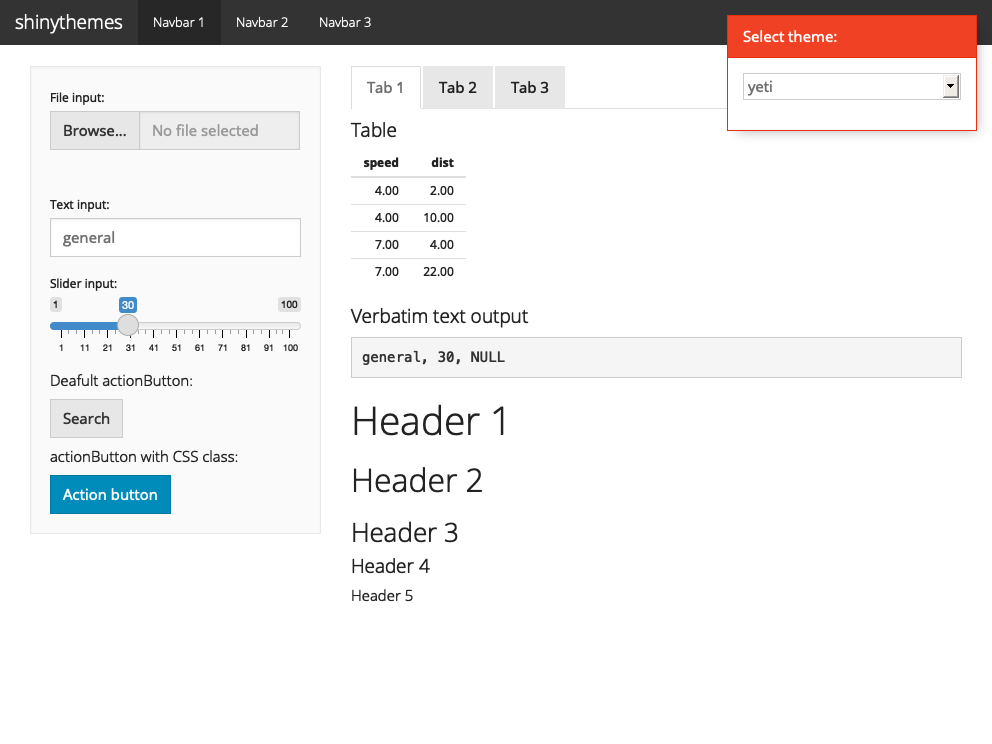 shinythemes Navbar 1 Navbar 2 Navbar 3
Select theme:
yeti
File input:
Browse... No file selected
Text input:
general
Slider input:
1 30 100
1 11 21 31 41 51 61 71 81 91 100
Deafult actionButton:
Search
actionButton with CSS class:
Action button
Tab 1 Tab 2 Tab 3
Table
speed dist
4.00 2.00
4.00 10.00
7.00 4.00
7.00 22.00
Verbatim text output
general, 30, NULL
Header 1
Header 2
Header 3
Header 4
Header 5